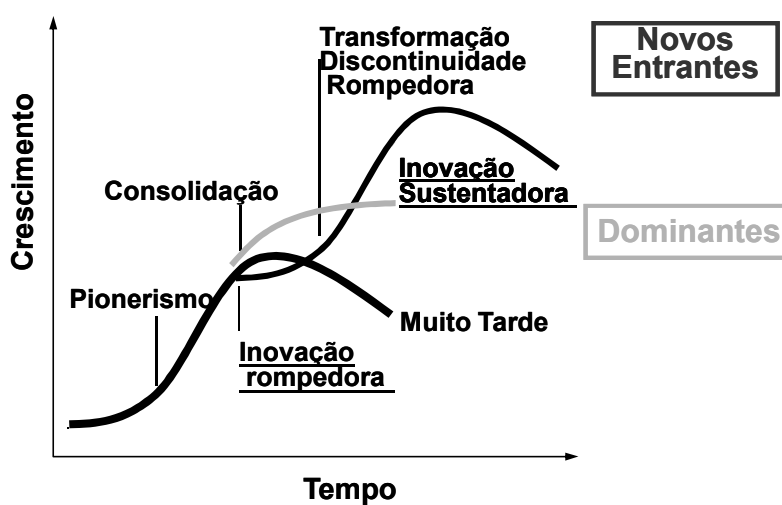 Transformação
Discontinuidade
Rompedora
Novos
Entrantes
Crescimento
Consolidação
Inovação
Sustentadora
Dominantes
Pionerismo
Muito Tarde
Inovação
rompedora
Tempo